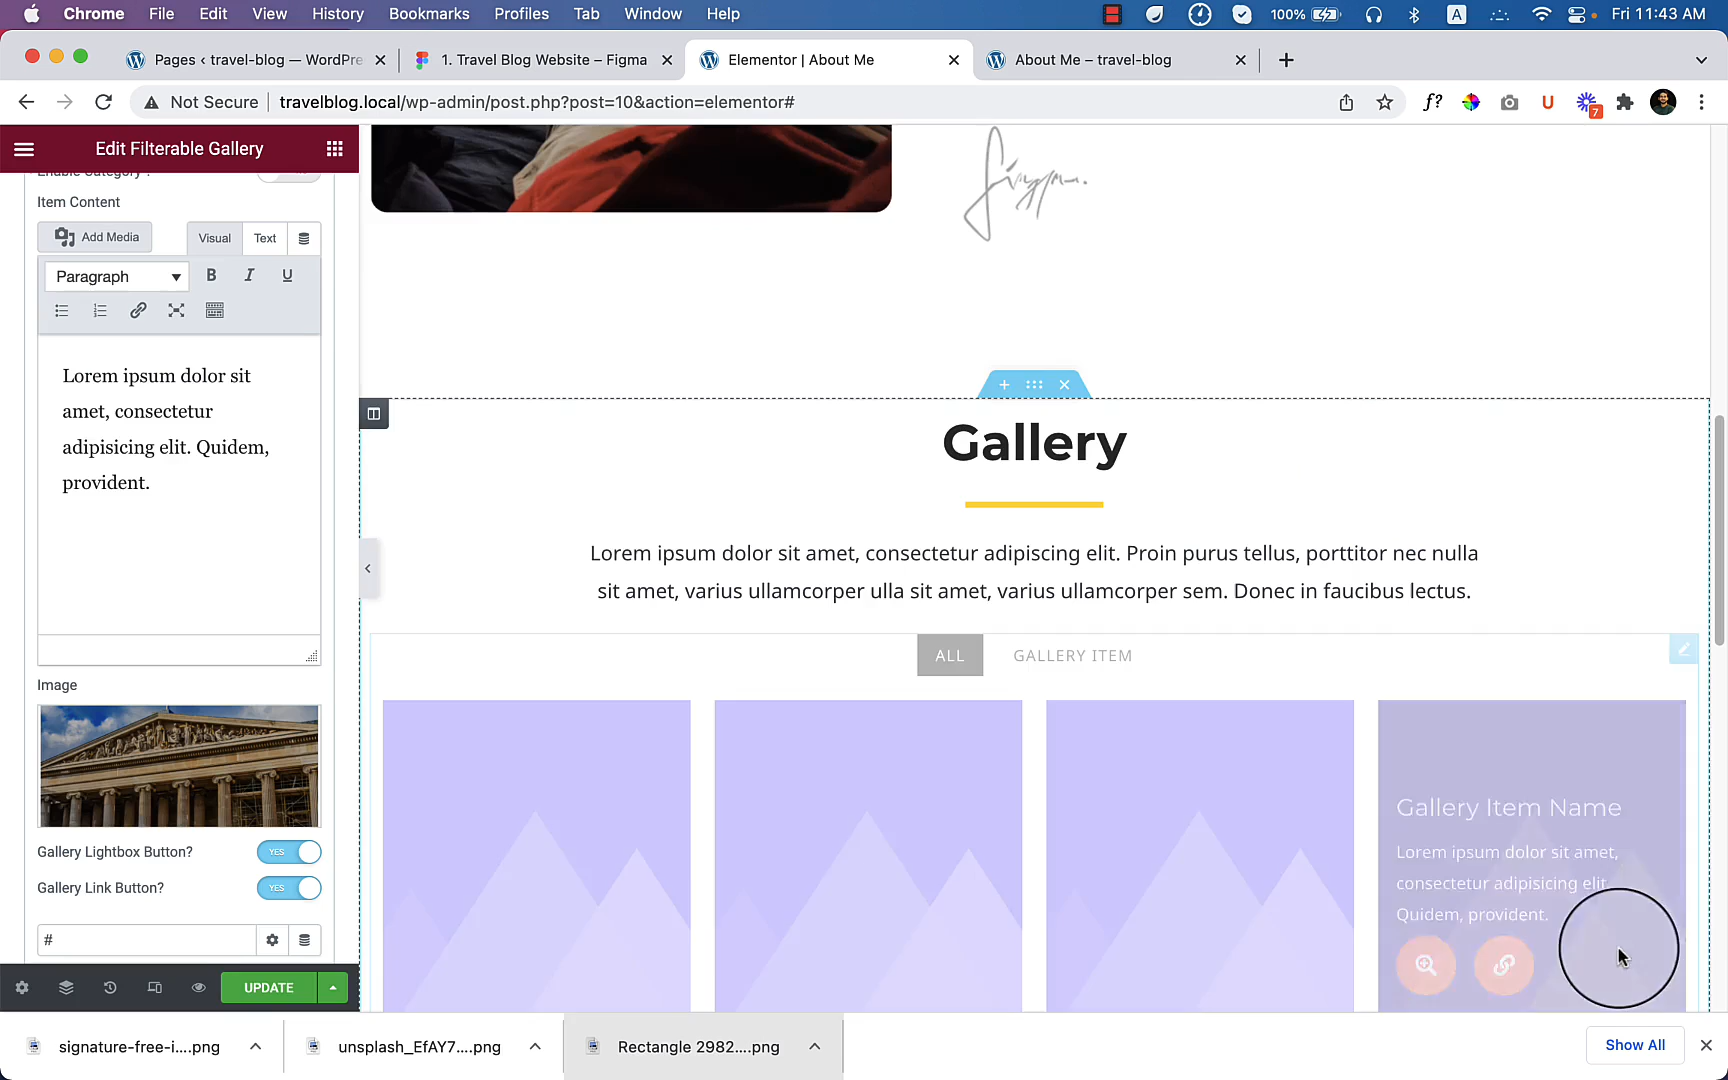 Chrome File Edit View History Bookmarks Profiles Tab Window Help 100% A Fri 11:43 AM
Pages ‹ travel-blog — WordPre
1. Travel Blog Website – Figma
Elementor | About Me
About Me – travel-blog
Not Secure travelblog.local/wp-admin/post.php?post=10&action=elementor#
f?
U
7
Edit Filterable Gallery
Enable Category ?
Item Content
Add Media
Visual
Text
Paragraph
B I U
Lorem ipsum dolor sit
amet, consectetur
adipisicing elit. Quidem,
provident.
Image
Gallery Lightbox Button?
YES
Gallery Link Button?
YES
#
UPDATE
Gallery
Lorem ipsum dolor sit amet, consectetur adipiscing elit. Proin purus tellus, porttitor nec nulla
sit amet, varius ullamcorper ulla sit amet, varius ullamcorper sem. Donec in faucibus lectus.
ALL
GALLERY ITEM
Gallery Item Name
Lorem ipsum dolor sit amet,
consectetur adipisicing elit.
Quidem, provident.
signature-free-i....png
unsplash_EfAY7....png
Rectangle 2982....png
Show All